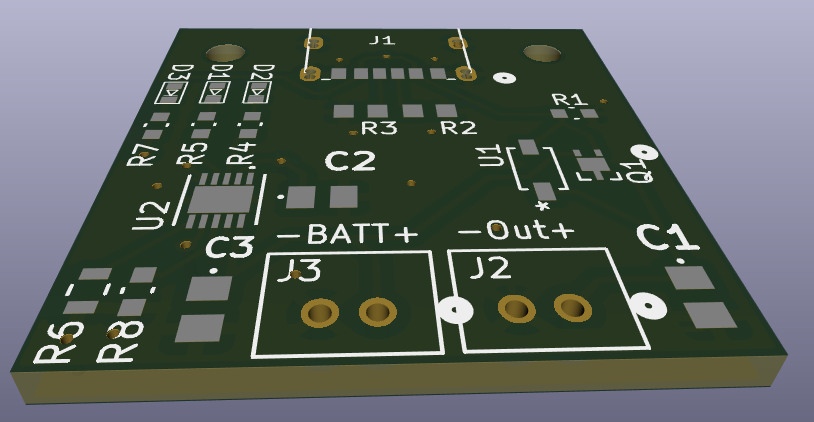 J1
D3 D1 D2
R1
R3 R2
R7 R5 R4
C2
U1
Q1
*
U2
C3
-BATT+
-Out+
C1
J3
J2
R6 R8